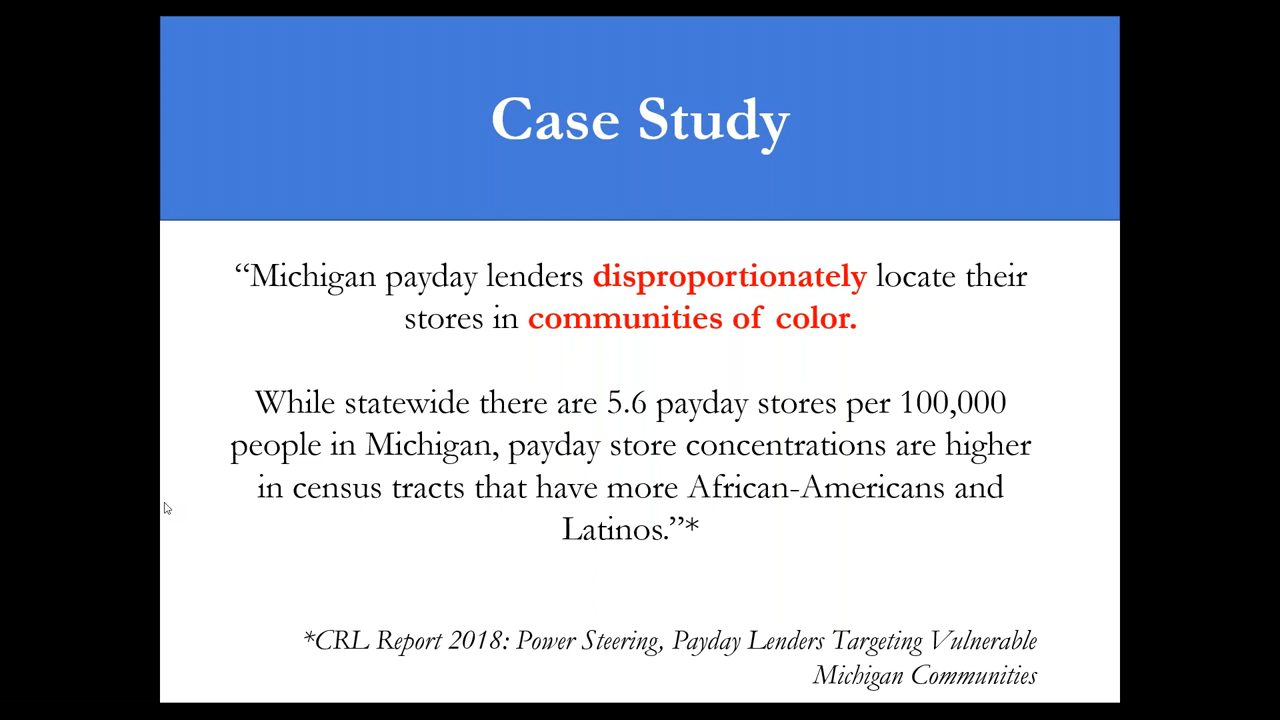 Case Study
“Michigan payday lenders disproportionately locate their
stores in communities of color.
While statewide there are 5.6 payday stores per 100,000
people in Michigan, payday store concentrations are higher
in census tracts that have more African-Americans and
Latinos.”*
*CRL Report 2018: Power Steering, Payday Lenders Targeting Vulnerable
Michigan Communities